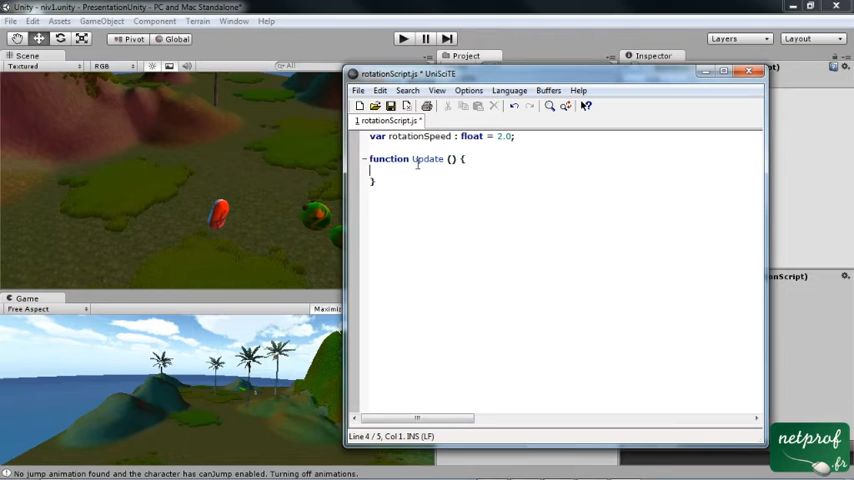 Unity - niv1.unity - PresentationUnity - PC and Mac Standalone*
File Edit Assets GameObject Component Terrain Window Help
Pivot Global Layers Layout
Scene Project Inspector
Textured RGB All
rotationScript.js * UniSciTE
File Edit Search View Options Language Buffers Help
1 rotationScript.js *
var rotationSpeed : float = 2.0;
function Update () {
}
onScript)
Game
Free Aspect Maximiz
Line 4 / 5, Col 1. INS (LF)
No jump animation found and the character has canJump enabled. Turning off animations.
netprof
.fr